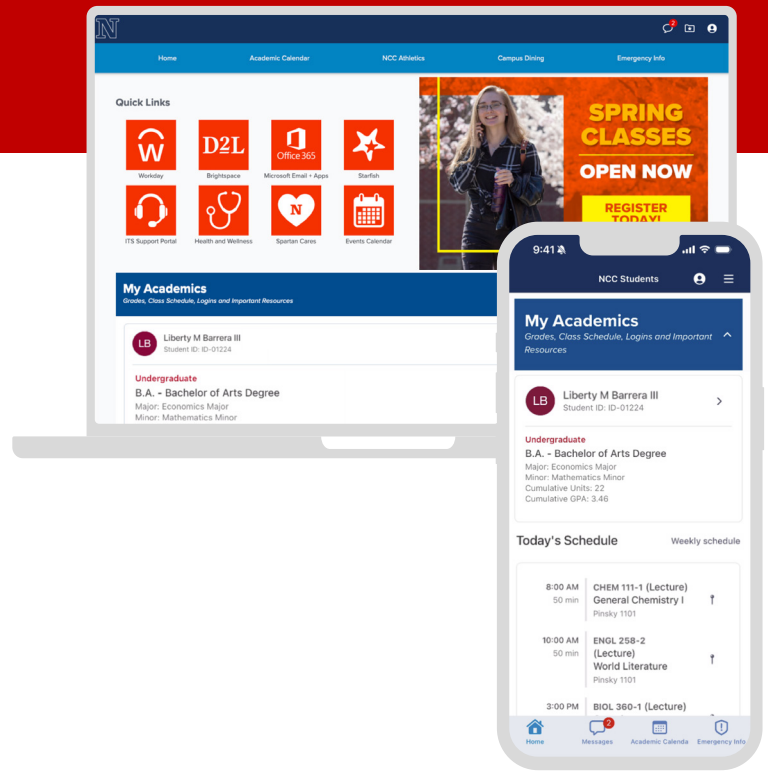 N
2
Home Academic Calendar NCC Athletics Campus Dining Emergency Info
Quick Links
W
D2L
Office 365
Workday Brightspace Microsoft Email + Apps Starfish
N
ITS Support Portal Health and Wellness Spartan Cares Events Calendar
SPRING
CLASSES
OPEN NOW
REGISTER
TODAY!
My Academics
Grades, Class Schedule, Logins and Important Resources
LB
Liberty M Barrera III
Student ID: ID-01224
Undergraduate
B.A. - Bachelor of Arts Degree
Major: Economics Major
Minor: Mathematics Minor
9:41
NCC Students
My Academics
Grades, Class Schedule, Logins and Important
Resources
LB
Liberty M Barrera III
Student ID: ID-01224
Undergraduate
B.A. - Bachelor of Arts Degree
Major: Economics Major
Minor: Mathematics Minor
Cumulative Units: 22
Cumulative GPA: 3.46
Today's Schedule Weekly schedule
8:00 AM CHEM 111-1 (Lecture)
50 min General Chemistry I
Pinsky 1101
10:00 AM ENGL 258-2
50 min (Lecture)
World Literature
Pinsky 1101
3:00 PM BIOL 360-1 (Lecture)
2
Home Messages Academic Calenda Emergency Info